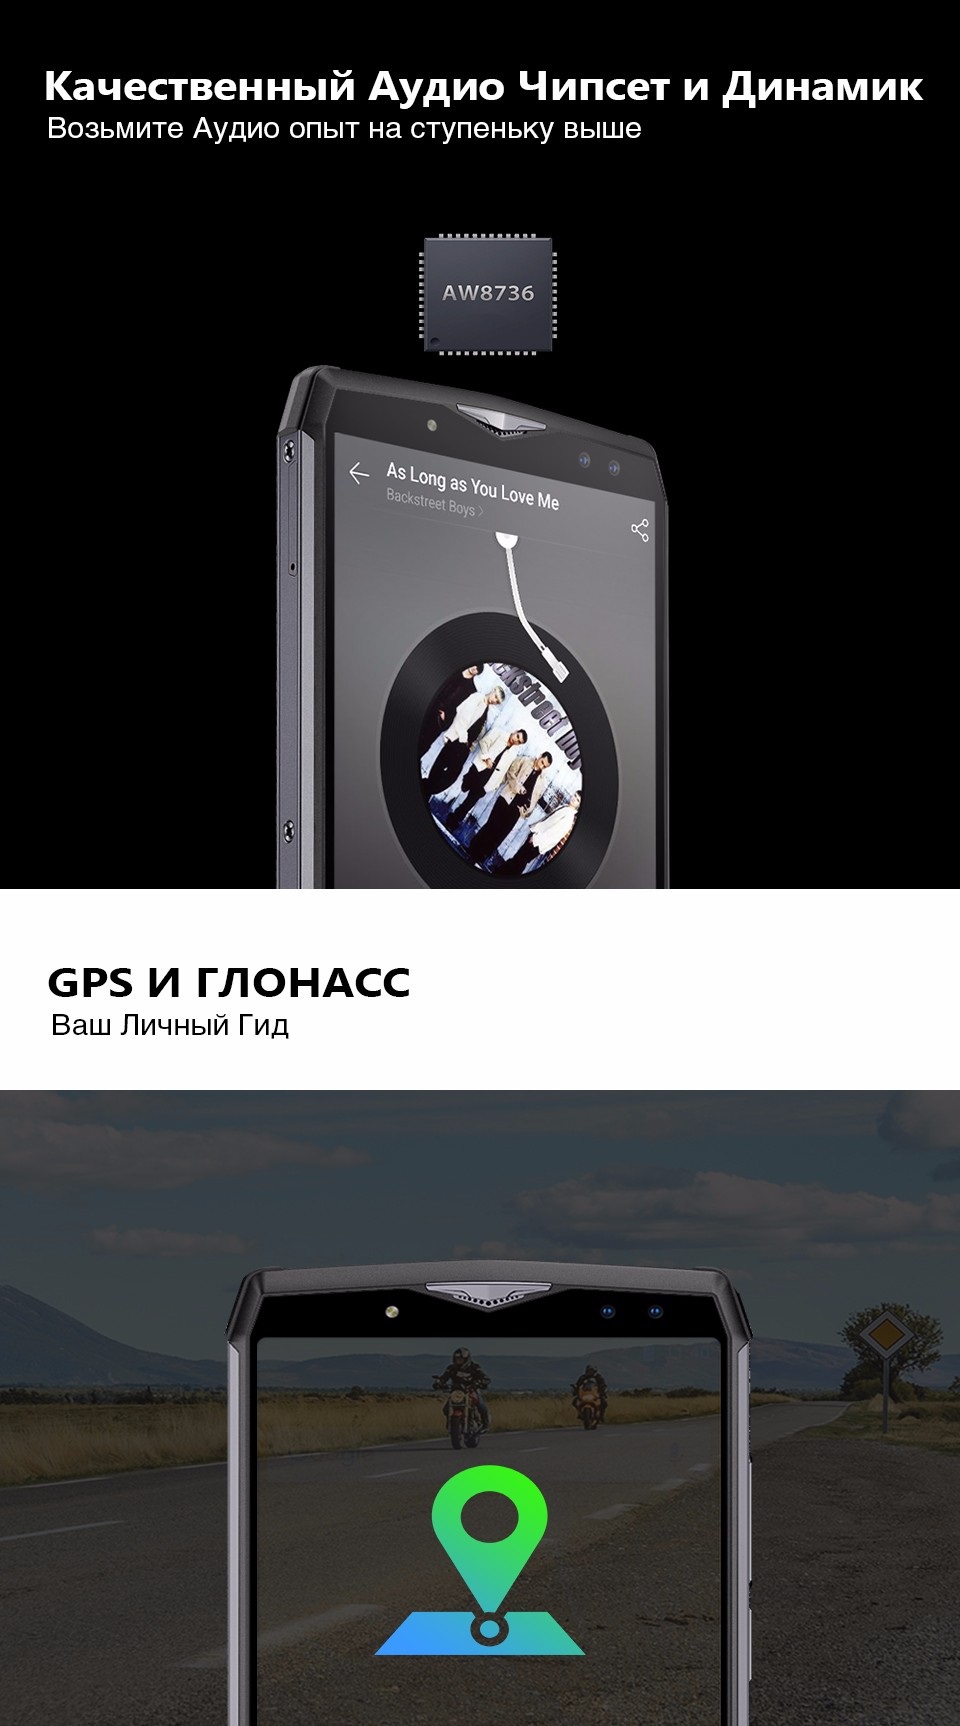 Качественный Аудио Чипсет и Динамик
Возьмите Аудио опыт на ступеньку выше
AW8736
As Long as You Love Me
Backstreet Boys >
GPS И ГЛОНАСС
Ваш Личный Гид